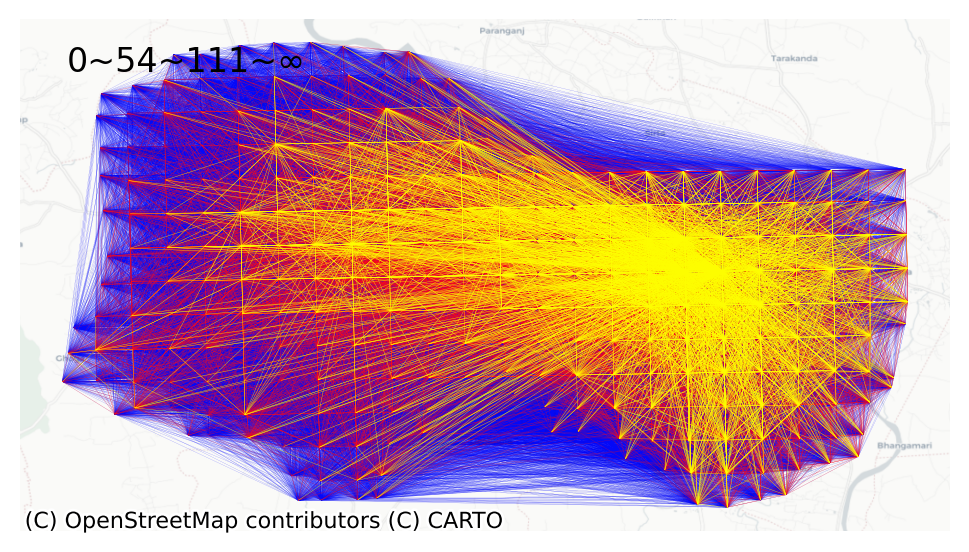 Paranganj
0~54~111~∞
Tarakanda
Bhangamari
(C) OpenStreetMap contributors (C) CARTO